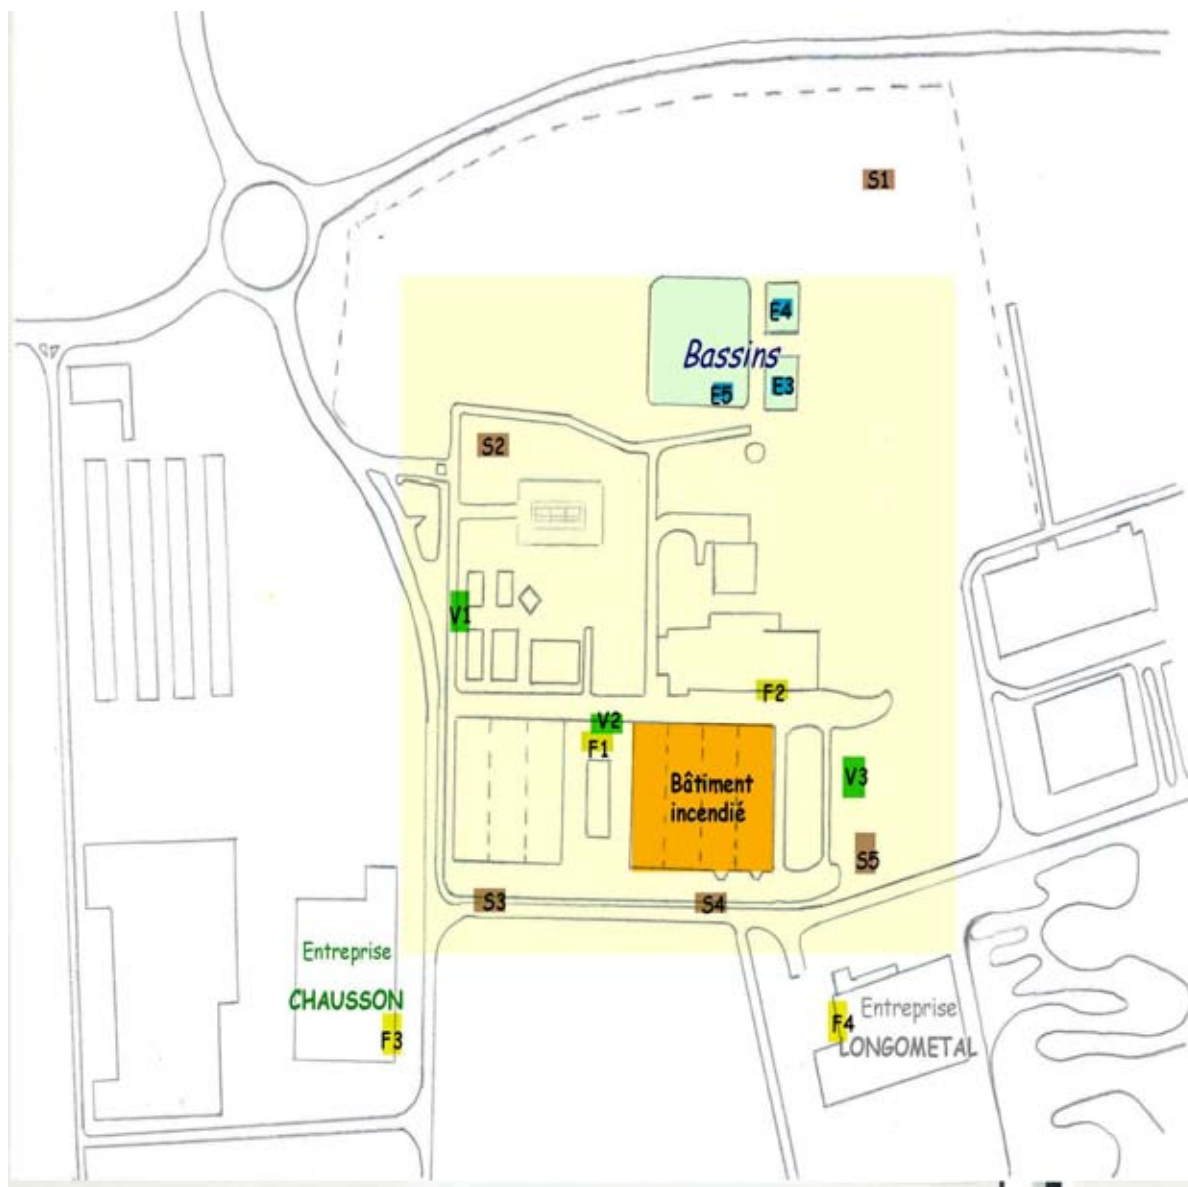 S1
E4
Bassins
E3
E5
S2
V1
F2
V2
F1
Bâtiment
incendié
V3
S5
S3
S4
Entreprise
CHAUSSON
F3
Entreprise
F4
LONGOMETAL